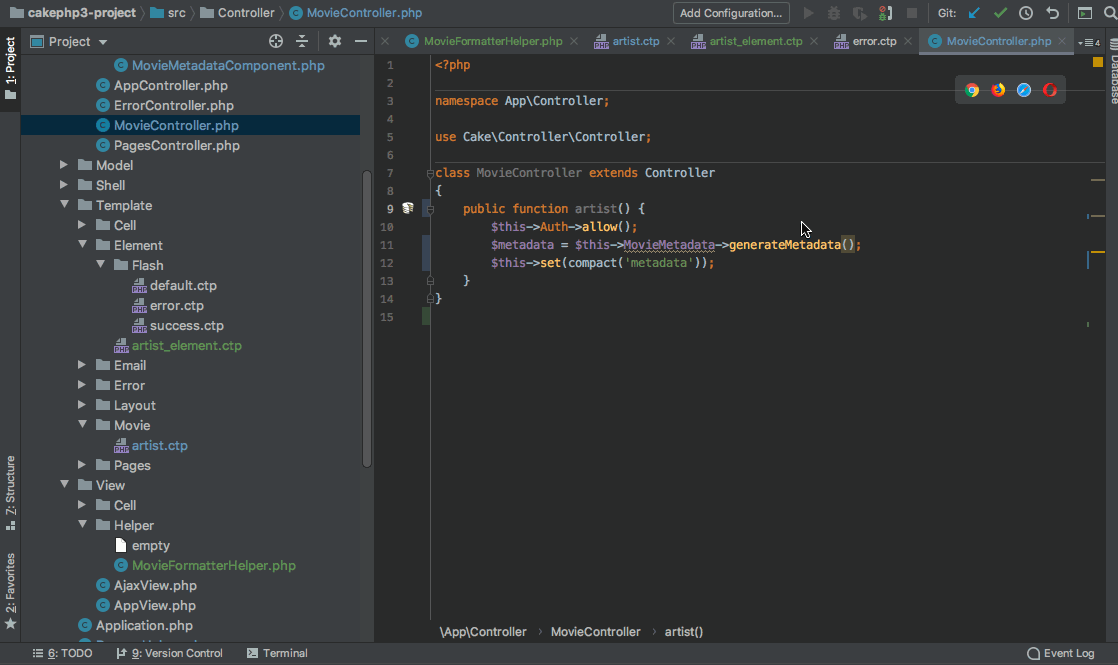 cakephp3-project src Controller MovieController.php Add Configuration... Git:
1: Project
Project
MovieFormatterHelper.php artist.ctp artist_element.ctp error.ctp MovieController.php 4
Database
MovieMetadataComponent.php
AppController.php
ErrorController.php
MovieController.php
PagesController.php
Model
Shell
Template
Cell
Element
Flash
default.ctp
error.ctp
success.ctp
artist_element.ctp
Email
Error
Layout
Movie
artist.ctp
Pages
View
Cell
Helper
empty
MovieFormatterHelper.php
AjaxView.php
AppView.php
Application.php
Z: Structure
2: Favorites
1 <?php
2
3 namespace App\Controller;
4
5 use Cake\Controller\Controller;
6
7 class MovieController extends Controller
8 {
9 public function artist() {
10 $this->Auth->allow();
11 $metadata = $this->MovieMetadata->generateMetadata();
12 $this->set(compact('metadata'));
13 }
14 }
15
\App\Controller › MovieController › artist()
6: TODO 9: Version Control Terminal Event Log